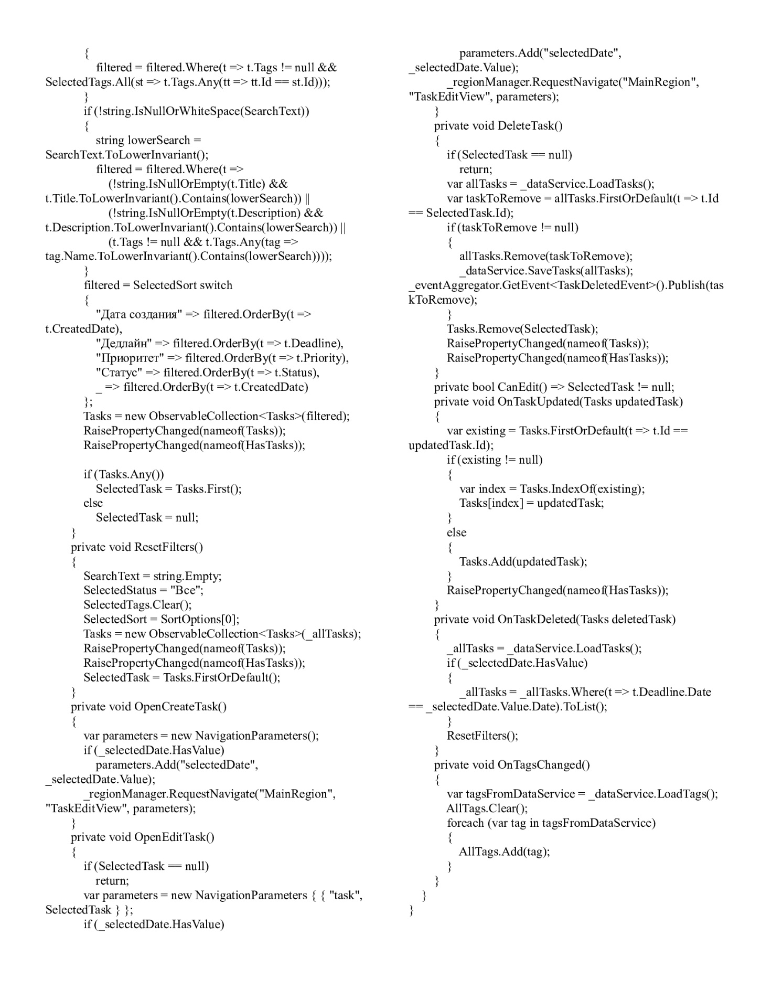 {
filtered = filtered.Where(t => t.Tags != null &&
SelectedTags.All(st => t.Tags.Any(tt => tt.Id == st.Id)));
}
if (!string.IsNullOrWhiteSpace(SearchText))
{
string lowerSearch =
SearchText.ToLowerInvariant();
filtered = filtered.Where(t =>
(!string.IsNullOrEmpty(t.Title) &&
t.Title.ToLowerInvariant().Contains(lowerSearch)) ||
(!string.IsNullOrEmpty(t.Description) &&
t.Description.ToLowerInvariant().Contains(lowerSearch)) ||
(t.Tags != null && t.Tags.Any(tag =>
tag.Name.ToLowerInvariant().Contains(lowerSearch))));
}
filtered = SelectedSort switch
{
"Дата создания" => filtered.OrderBy(t =>
t.CreatedDate),
"Дедлайн" => filtered.OrderBy(t => t.Deadline),
"Приоритет" => filtered.OrderBy(t => t.Priority),
"Статус" => filtered.OrderBy(t => t.Status),
_ => filtered.OrderBy(t => t.CreatedDate)
};
Tasks = new ObservableCollection<Tasks>(filtered);
RaisePropertyChanged(nameof(Tasks));
RaisePropertyChanged(nameof(HasTasks));
if (Tasks.Any())
SelectedTask = Tasks.First();
else
SelectedTask = null;
}
private void ResetFilters()
{
SearchText = string.Empty;
SelectedStatus = "Все";
SelectedTags.Clear();
SelectedSort = SortOptions[0];
Tasks = new ObservableCollection<Tasks>(_allTasks);
RaisePropertyChanged(nameof(Tasks));
RaisePropertyChanged(nameof(HasTasks));
SelectedTask = Tasks.FirstOrDefault();
}
private void OpenCreateTask()
{
var parameters = new NavigationParameters();
if (_selectedDate.HasValue)
parameters.Add("selectedDate",
_selectedDate.Value);
_regionManager.RequestNavigate("MainRegion",
"TaskEditView", parameters);
}
private void OpenEditTask()
{
if (SelectedTask == null)
return;
var parameters = new NavigationParameters { { "task",
SelectedTask } };
if (_selectedDate.HasValue)
parameters.Add("selectedDate",
_selectedDate.Value);
_regionManager.RequestNavigate("MainRegion",
"TaskEditView", parameters);
}
private void DeleteTask()
{
if (SelectedTask == null)
return;
var allTasks = _dataService.LoadTasks();
var taskToRemove = allTasks.FirstOrDefault(t => t.Id
== SelectedTask.Id);
if (taskToRemove != null)
{
allTasks.Remove(taskToRemove);
_dataService.SaveTasks(allTasks);
_eventAggregator.GetEvent<TaskDeletedEvent>().Publish(tas
kToRemove);
}
Tasks.Remove(SelectedTask);
RaisePropertyChanged(nameof(Tasks));
RaisePropertyChanged(nameof(HasTasks));
}
private bool CanEdit() => SelectedTask != null;
private void OnTaskUpdated(Tasks updatedTask)
{
var existing = Tasks.FirstOrDefault(t => t.Id ==
updatedTask.Id);
if (existing != null)
{
var index = Tasks.IndexOf(existing);
Tasks[index] = updatedTask;
}
else
{
Tasks.Add(updatedTask);
}
RaisePropertyChanged(nameof(HasTasks));
}
private void OnTaskDeleted(Tasks deletedTask)
{
_allTasks = _dataService.LoadTasks();
if (_selectedDate.HasValue)
{
_allTasks = _allTasks.Where(t => t.Deadline.Date
== _selectedDate.Value.Date).ToList();
}
ResetFilters();
}
private void OnTagsChanged()
{
var tagsFromDataService = _dataService.LoadTags();
AllTags.Clear();
foreach (var tag in tagsFromDataService)
{
AllTags.Add(tag);
}
}
}
}